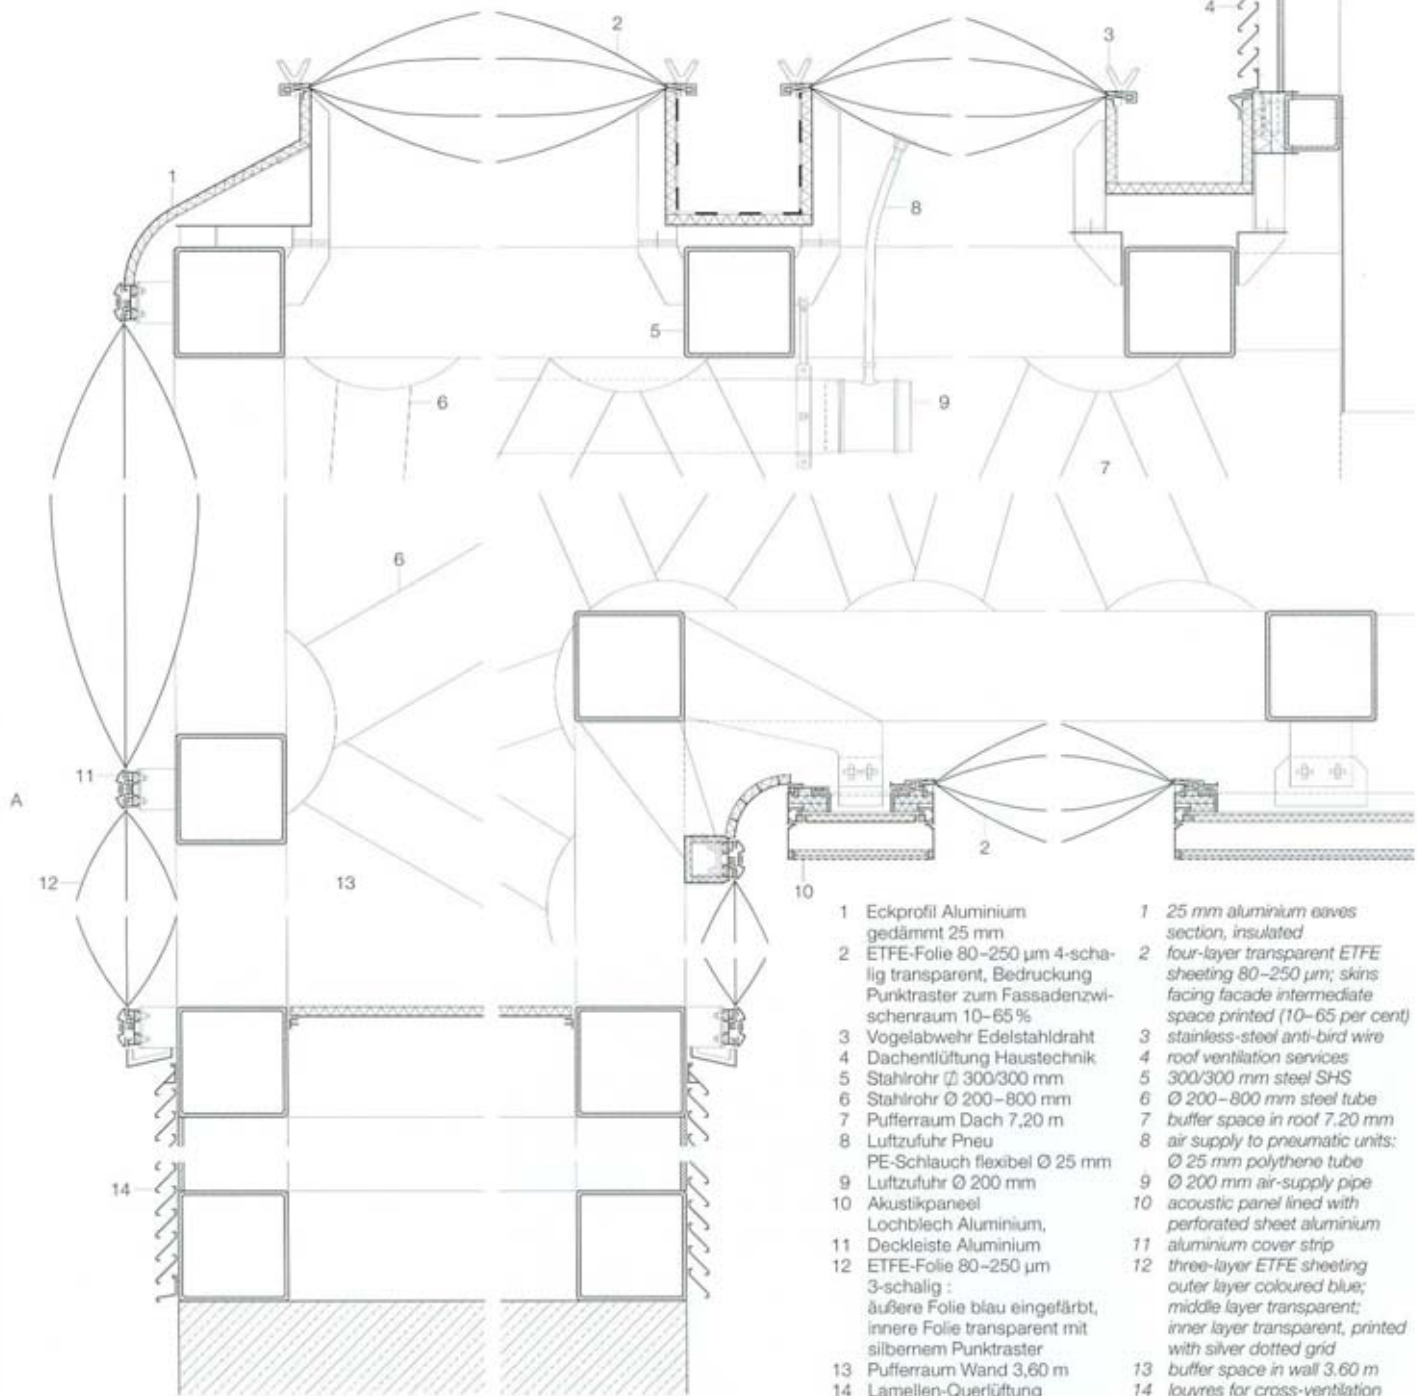 2
3
4
1
8
5
6
9
7
6
11
A
12
13
2
10
14
1 Eckprofil Aluminium
gedämmt 25 mm
2 ETFE-Folie 80–250 µm 4-scha-
lig transparent, Bedruckung
Punktraster zum Fassadenzwi-
schenraum 10–65 %
3 Vogelabwehr Edelstahldraht
4 Dachentlüftung Haustechnik
5 Stahlrohr 300/300 mm
6 Stahlrohr Ø 200–800 mm
7 Pufferraum Dach 7,20 m
8 Luftzufuhr Pneu
PE-Schlauch flexibel Ø 25 mm
9 Luftzufuhr Ø 200 mm
10 Akustikpaneel
Lochblech Aluminium,
11 Deckleiste Aluminium
12 ETFE-Folie 80–250 µm
3-schalig :
äußere Folie blau eingefärbt,
innere Folie transparent mit
silbernem Punktraster
13 Pufferraum Wand 3,60 m
14 Lamellen-Querlüftung
1 25 mm aluminium eaves
section, insulated
2 four-layer transparent ETFE
sheeting 80–250 µm; skins
facing facade intermediate
space printed (10–65 per cent)
3 stainless-steel anti-bird wire
4 roof ventilation services
5 300/300 mm steel SHS
6 Ø 200–800 mm steel tube
7 buffer space in roof 7.20 mm
8 air supply to pneumatic units:
Ø 25 mm polythene tube
9 Ø 200 mm air-supply pipe
10 acoustic panel lined with
perforated sheet aluminium
11 aluminium cover strip
12 three-layer ETFE sheeting
outer layer coloured blue;
middle layer transparent;
inner layer transparent, printed
with silver dotted grid
13 buffer space in wall 3.60 m
14 louvres for cross-ventilation